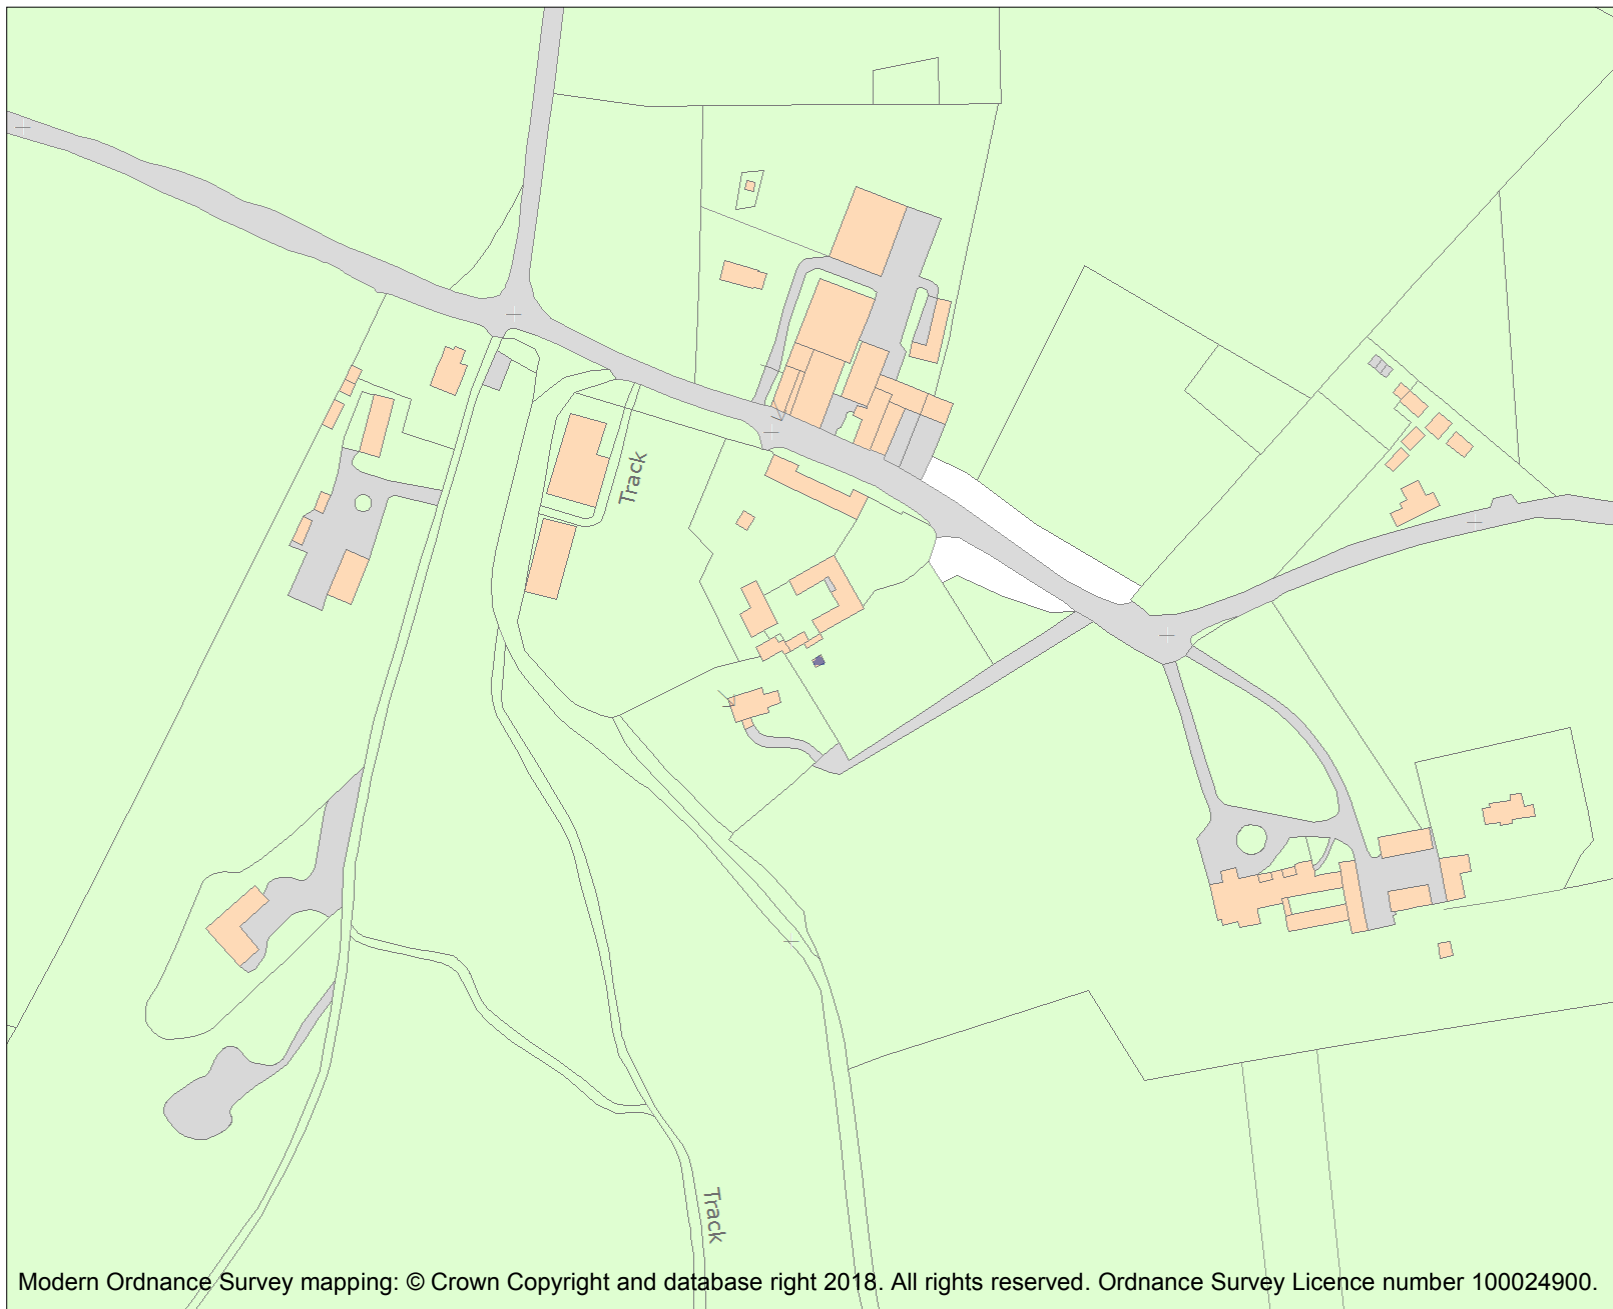 Track
Track
Modern Ordnance Survey mapping: © Crown Copyright and database right 2018. All rights reserved. Ordnance Survey Licence number 100024900.